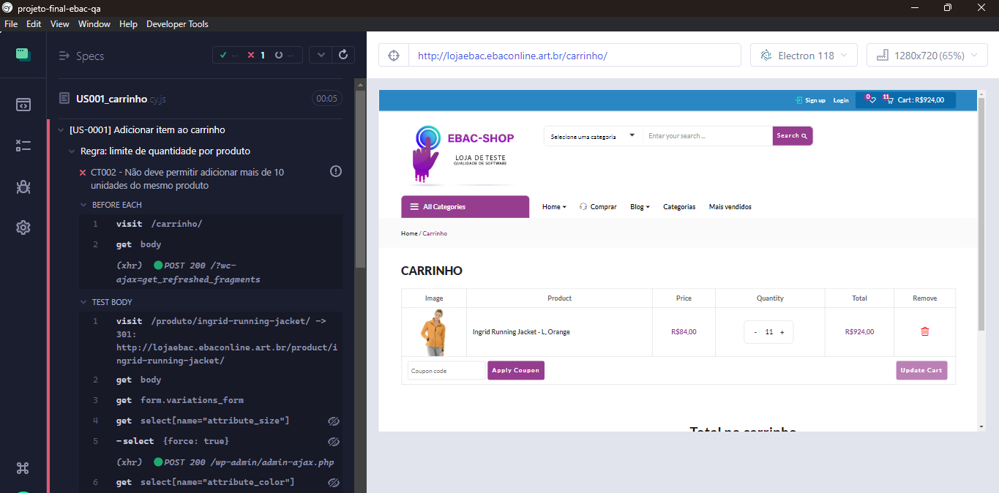 projeto-final-ebac-qa
File Edit View Window Help Developer Tools
Specs
-- 1 --
US001_carrinho.cy.js 00:05
[US-0001] Adicionar item ao carrinho
Regra: limite de quantidade por produto
CT002 - Não deve permitir adicionar mais de 10
unidades do mesmo produto
BEFORE EACH
1 visit /carrinho/
2 get body
(xhr) POST 200 /?wc-
ajax=get_refreshed_fragments
TEST BODY
1 visit /produto/ingrid-running-jacket/ ->
301:
http://lojaebac.ebaconline.art.br/product/i
ngrid-running-jacket/
2 get body
3 get form.variations_form
4 get select[name="attribute_size"]
5 -select {force: true}
(xhr) POST 200 /wp-admin/admin-ajax.php
6 get select[name="attribute_color"]
http://lojaebac.ebaconline.art.br/carrinho/
Electron 118
1280x720 (65%)
Sign up Login 0 11 Cart : R$924,00
EBAC-SHOP
LOJA DE TESTE
QUALIDADE DE SOFTWARE
Selecione uma categoria Enter your search ... Search
All Categories Home Comprar Blog Categorias Mais vendidos
Home / Carrinho
CARRINHO
Image Product Price Quantity Total Remove
Ingrid Running Jacket - L, Orange R$84,00 - 11 + R$924,00
Coupon code Apply Coupon Update Cart
Total no carrinho